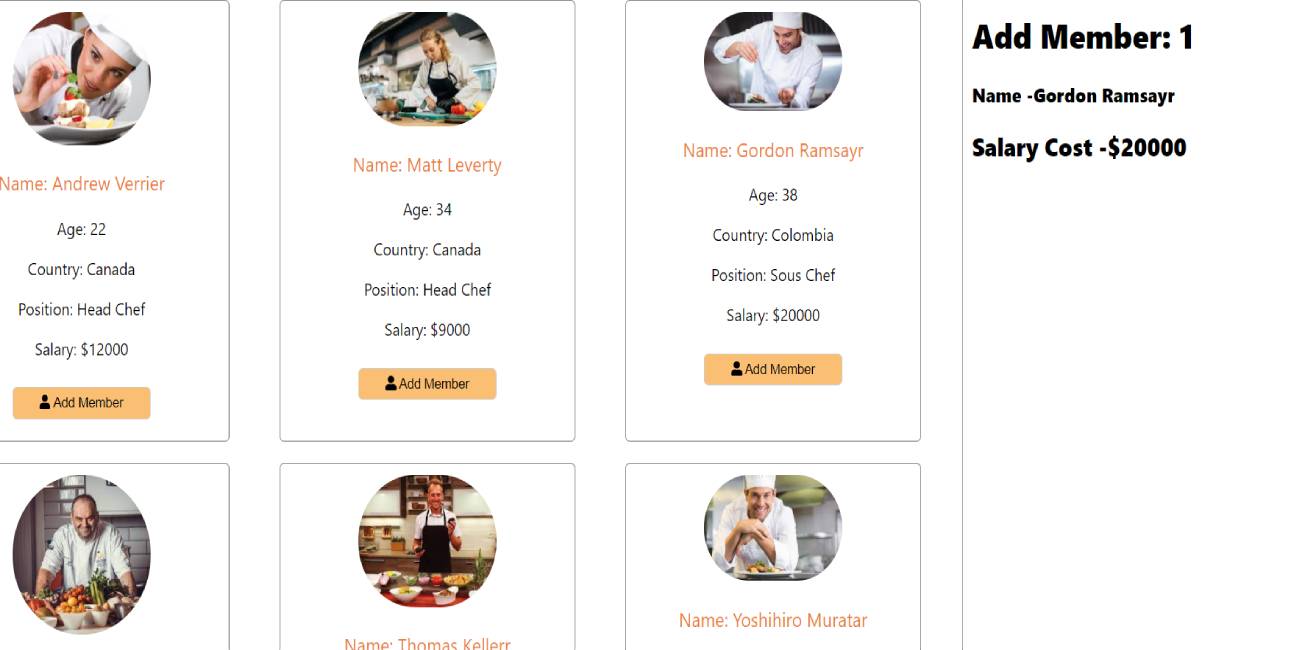 Name: Andrew Verrier
Age: 22
Country: Canada
Position: Head Chef
Salary: $12000
Add Member
Name: Matt Leverty
Age: 34
Country: Canada
Position: Head Chef
Salary: $9000
Add Member
Name: Gordon Ramsayr
Age: 38
Country: Colombia
Position: Sous Chef
Salary: $20000
Add Member
Name: Thomas Kellerr
Name: Yoshihiro Muratar
Add Member: 1
Name -Gordon Ramsayr
Salary Cost -$20000